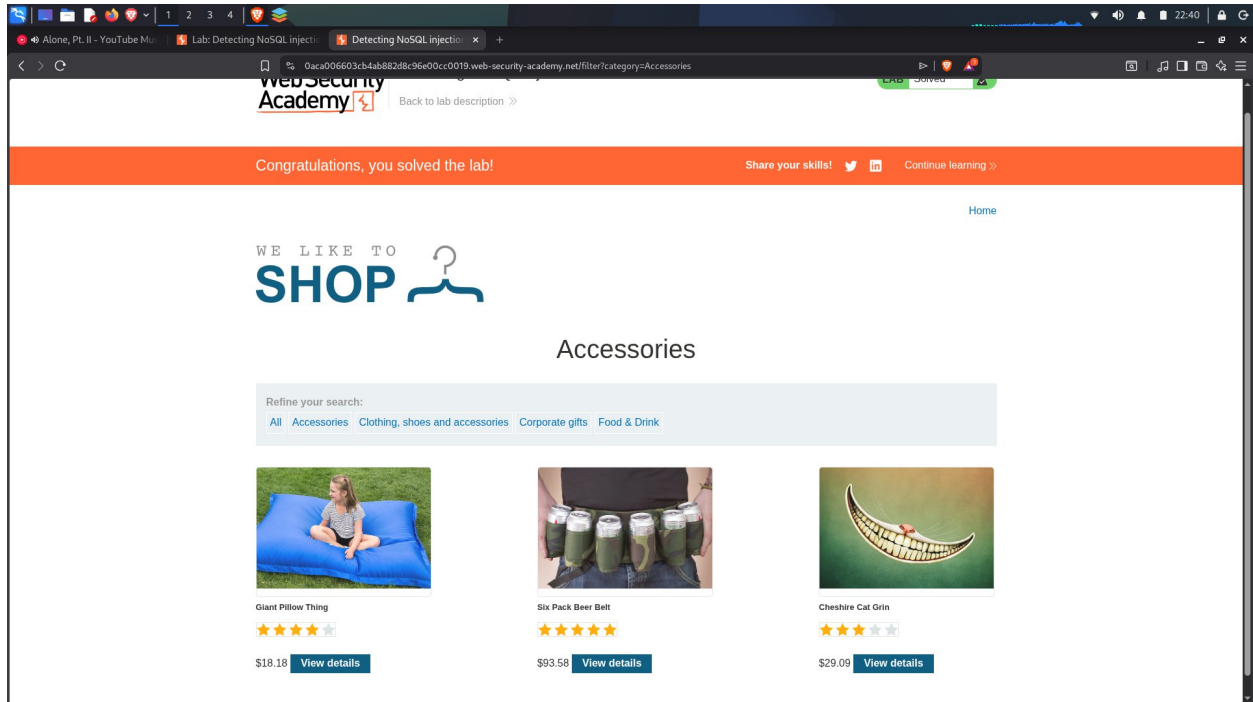 1 2 3 4
22:40
Alone, Pt. II - YouTube Mu
Lab: Detecting NoSQL injectio
Detecting NoSQL injection
0aca006603cb4ab882d8c96e00cc0019.web-security-academy.net/filter?category=Accessories
Web Security
Academy
Back to lab description
LAB Solved
Congratulations, you solved the lab!
Share your skills!
Continue learning
Home
WE LIKE TO
SHOP
Accessories
Refine your search:
All Accessories Clothing, shoes and accessories Corporate gifts Food & Drink
Giant Pillow Thing Six Pack Beer Belt Cheshire Cat Grin
$18.18 View details $93.58 View details $29.09 View details